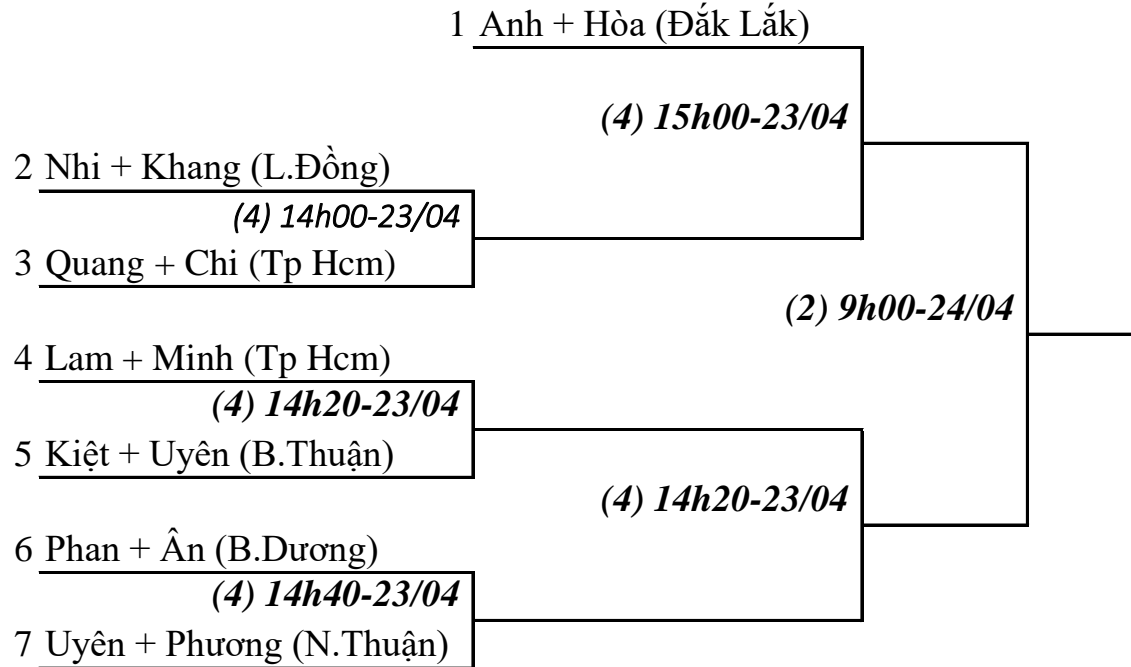 1 Anh + Hòa (Đắk Lắk)
(4) 15h00-23/04
2 Nhi + Khang (L.Đồng)
(4) 14h00-23/04
3 Quang + Chi (Tp Hcm)
(2) 9h00-24/04
4 Lam + Minh (Tp Hcm)
(4) 14h20-23/04
5 Kiệt + Uyên (B.Thuận)
(4) 14h20-23/04
6 Phan + Ân (B.Dương)
(4) 14h40-23/04
7 Uyên + Phương (N.Thuận)